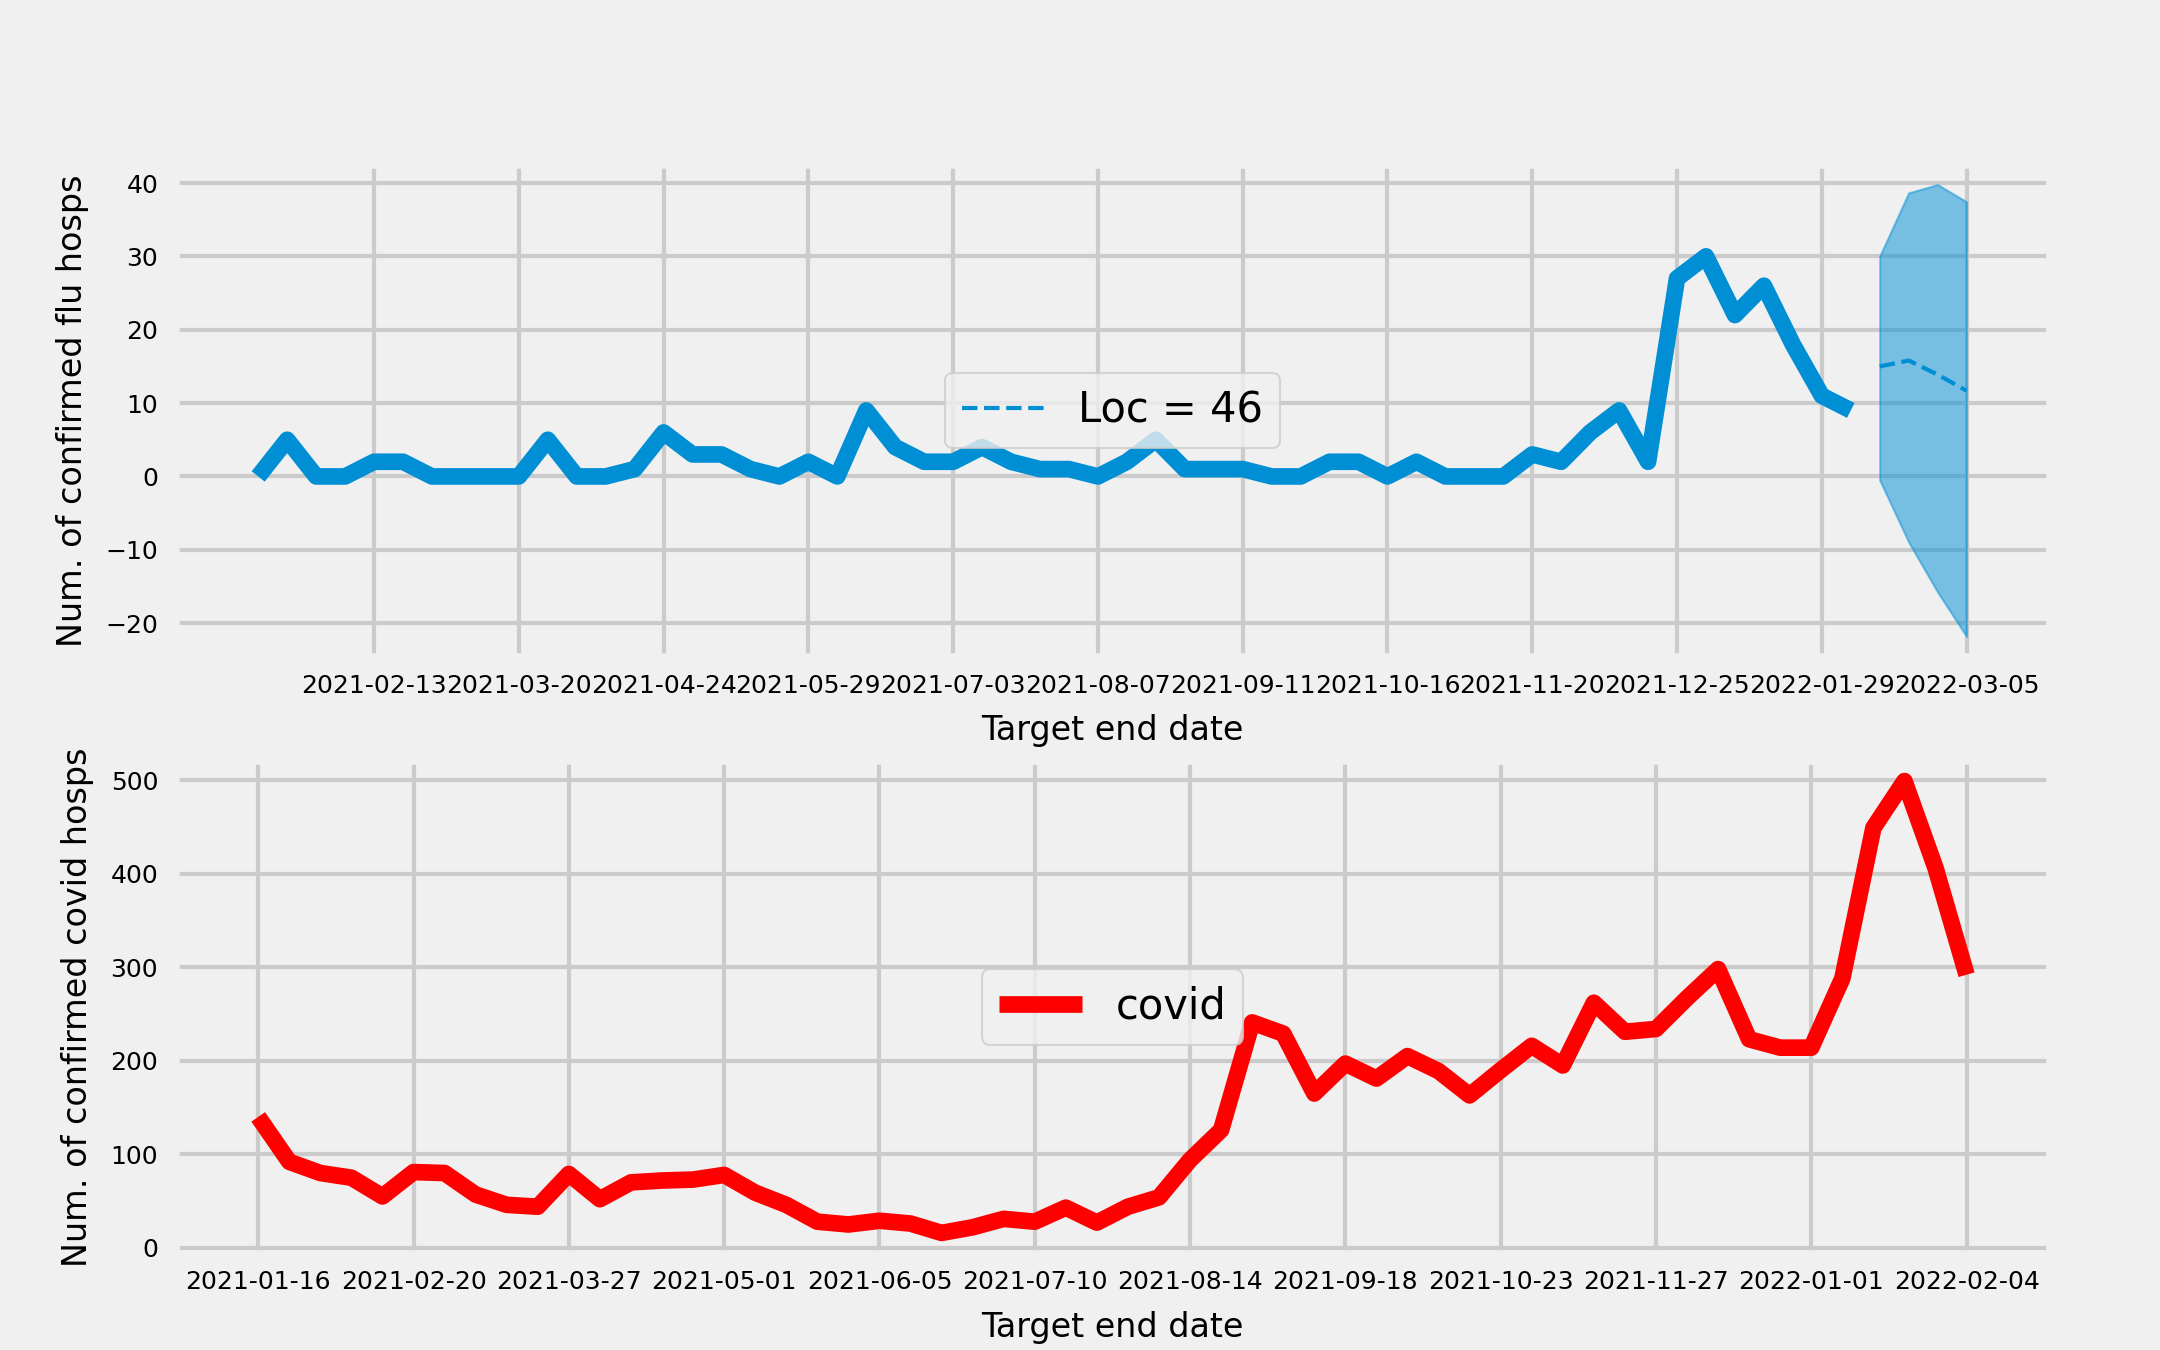 Num. of confirmed flu hosps
40
30
20
10
0
−10
−20
Loc = 46
2021-02-13 2021-03-20 2021-04-24 2021-05-29 2021-07-03 2021-08-07 2021-09-11 2021-10-16 2021-11-20 2021-12-25 2022-01-29 2022-03-05
Target end date
Num. of confirmed covid hosps
500
400
300
200
100
0
covid
2021-01-16 2021-02-20 2021-03-27 2021-05-01 2021-06-05 2021-07-10 2021-08-14 2021-09-18 2021-10-23 2021-11-27 2022-01-01 2022-02-04
Target end date